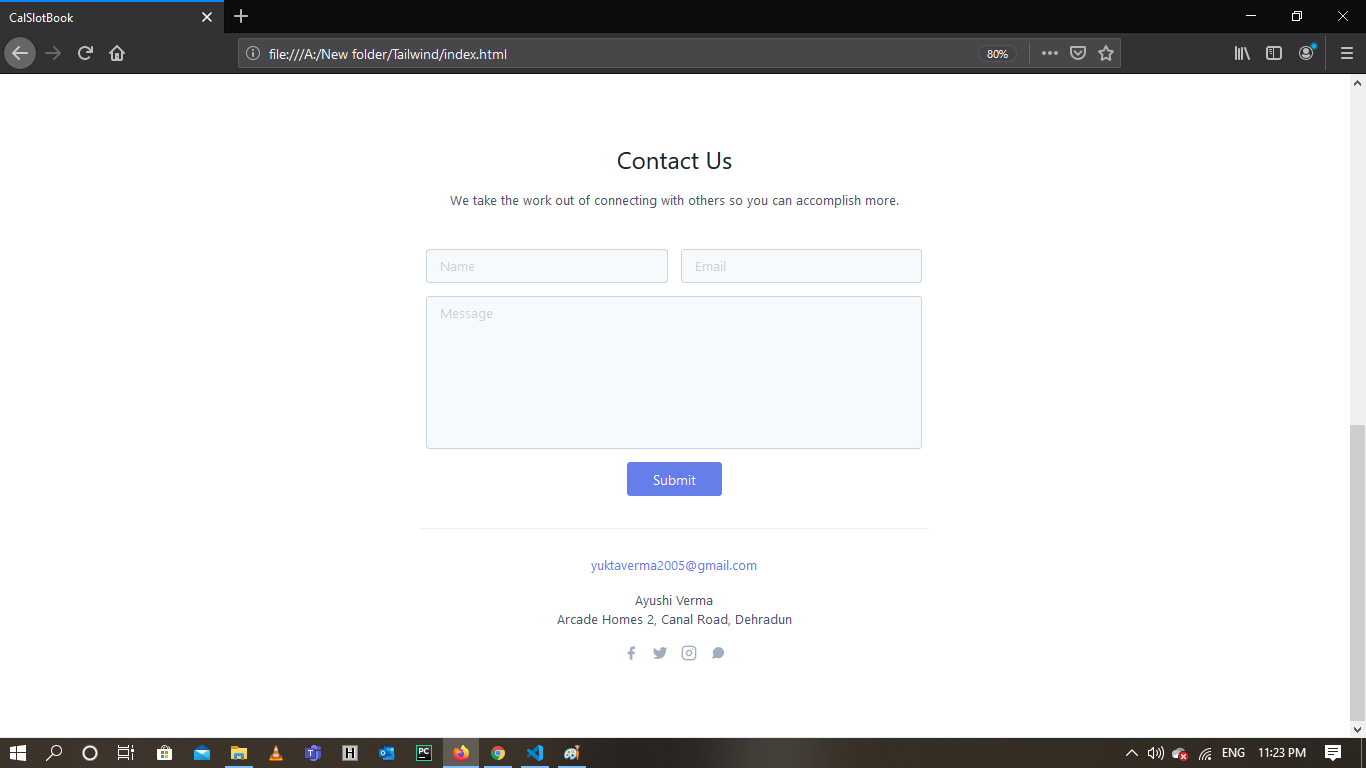 CalSlotBook
file:///A:/New folder/Tailwind/index.html
80%
Contact Us
We take the work out of connecting with others so you can accomplish more.
Name
Email
Message
Submit
yuktaverma2005@gmail.com
Ayushi Verma
Arcade Homes 2, Canal Road, Dehradun
H
PC
ENG
11:23 PM